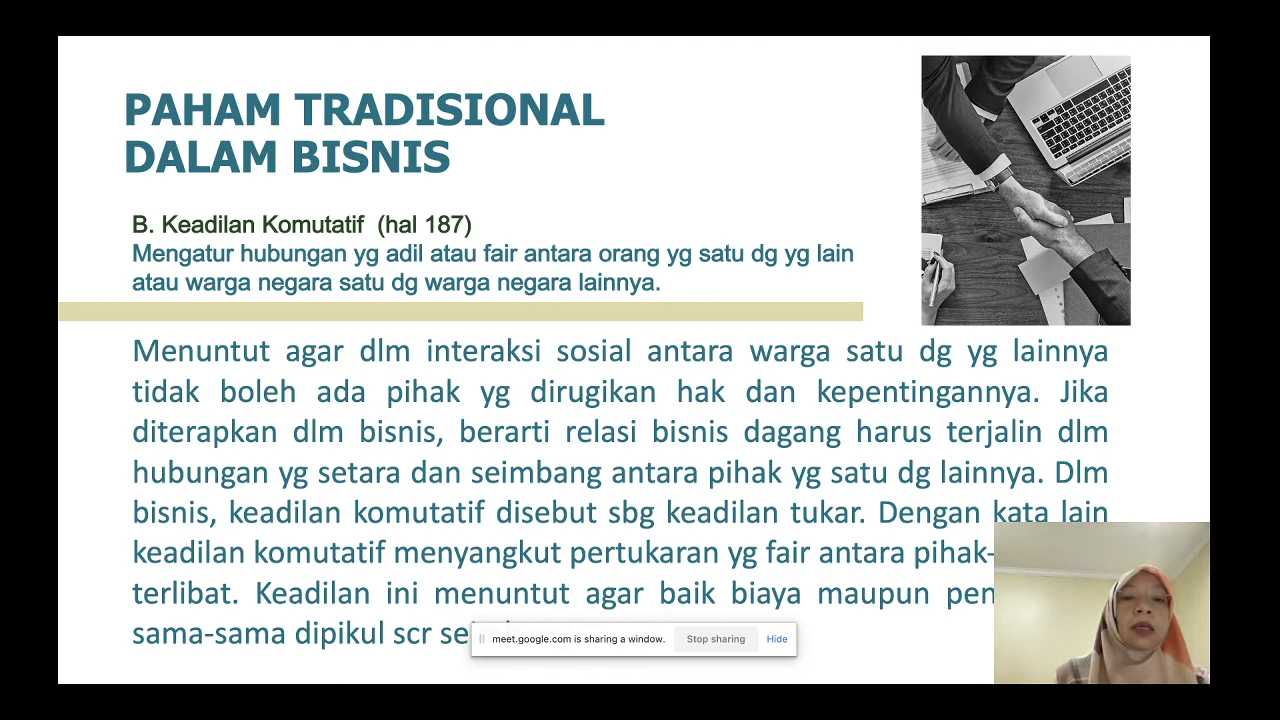 PAHAM TRADISIONAL
DALAM BISNIS
B. Keadilan Komutatif (hal 187)
Mengatur hubungan yg adil atau fair antara orang yg satu dg yg lain
atau warga negara satu dg warga negara lainnya.
Menuntut agar dlm interaksi sosial antara warga satu dg yg lainnya
tidak boleh ada pihak yg dirugikan hak dan kepentingannya. Jika
diterapkan dlm bisnis, berarti relasi bisnis dagang harus terjalin dlm
hubungan yg setara dan seimbang antara pihak yg satu dg lainnya. Dlm
bisnis, keadilan komutatif disebut sbg keadilan tukar. Dengan kata lain
keadilan komutatif menyangkut pertukaran yg fair antara pihak-
terlibat. Keadilan ini menuntut agar baik biaya maupun
sama-sama dipikul scr
meet.google.com is sharing a window. Stop sharing Hide